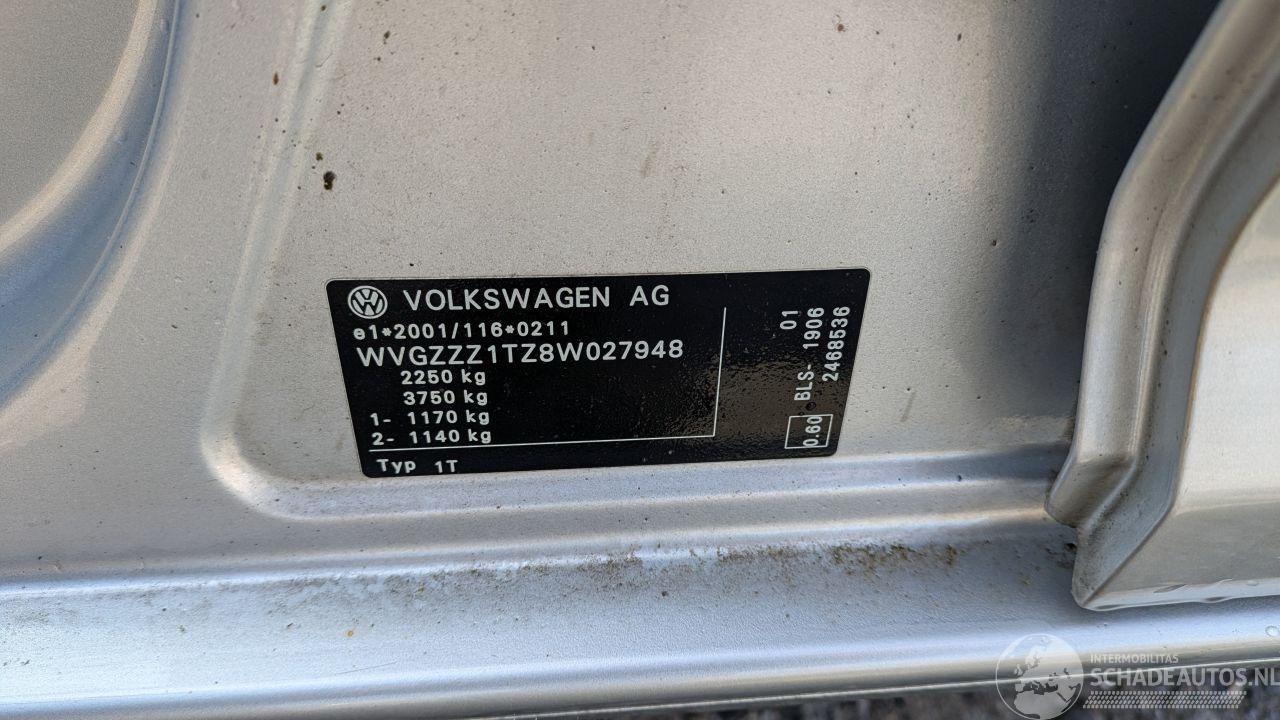 VOLKSWAGEN AG
e1*2001/116*0211
WVGZZZ1TZ8W027948
2250 kg
3750 kg
1- 1170 kg
2- 1140 kg
Typ 1T
01
BLS- 1906
2468536
0.60
INTERMOBILITAS
SCHADEAUTOS.NL